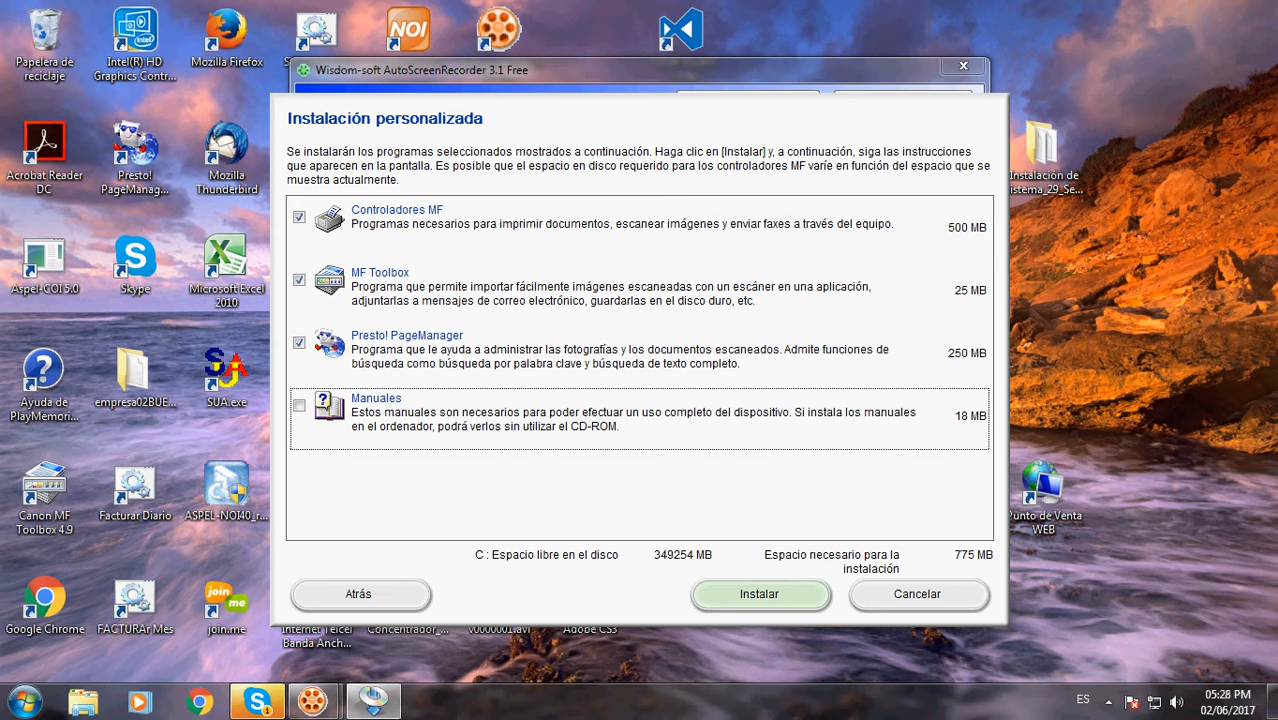 Papelera de
reciclaje
Intel(R) HD
Graphics Contr...
Mozilla Firefox
NOI
Wisdom-soft AutoScreenRecorder 3.1 Free
Instalación personalizada
Se instalarán los programas seleccionados mostrados a continuación. Haga clic en [Instalar] y, a continuación, siga las instrucciones
que aparecen en la pantalla. Es posible que el espacio en disco requerido para los controladores MF varíe en función del espacio que se
muestra actualmente.
Controladores MF
Programas necesarios para imprimir documentos, escanear imágenes y enviar faxes a través del equipo.
500 MB
MF Toolbox
Programa que permite importar fácilmente imágenes escaneadas con un escáner en una aplicación,
adjuntarlas a mensajes de correo electrónico, guardarlas en el disco duro, etc.
25 MB
Presto! PageManager
Programa que le ayuda a administrar las fotografías y los documentos escaneados. Admite funciones de
búsqueda como búsqueda por palabra clave y búsqueda de texto completo.
250 MB
Manuales
Estos manuales son necesarios para poder efectuar un uso completo del dispositivo. Si instala los manuales
en el ordenador, podrá verlos sin utilizar el CD-ROM.
18 MB
C : Espacio libre en el disco
349254 MB
Espacio necesario para la
instalación
775 MB
Atrás
Instalar
Cancelar
Acrobat Reader
DC
Presto!
PageManag...
Mozilla
Thunderbird
Instalación de
Aspel-COI 5.0
Skype
Microsoft Excel
2010
Ayuda de
PlayMemori...
empresa02BUE...
SUA.exe
Canon MF
Toolbox 4.9
Facturar Diario
ASPEL-NOI40_r...
Punto de Venta
WEB
Google Chrome
FACTURAr Mes
join.me
Internet Telcel
Banda Anch...
Concentrador_...
v0000001.avi
Adobe CS3
ES
05:28 PM
02/06/2017